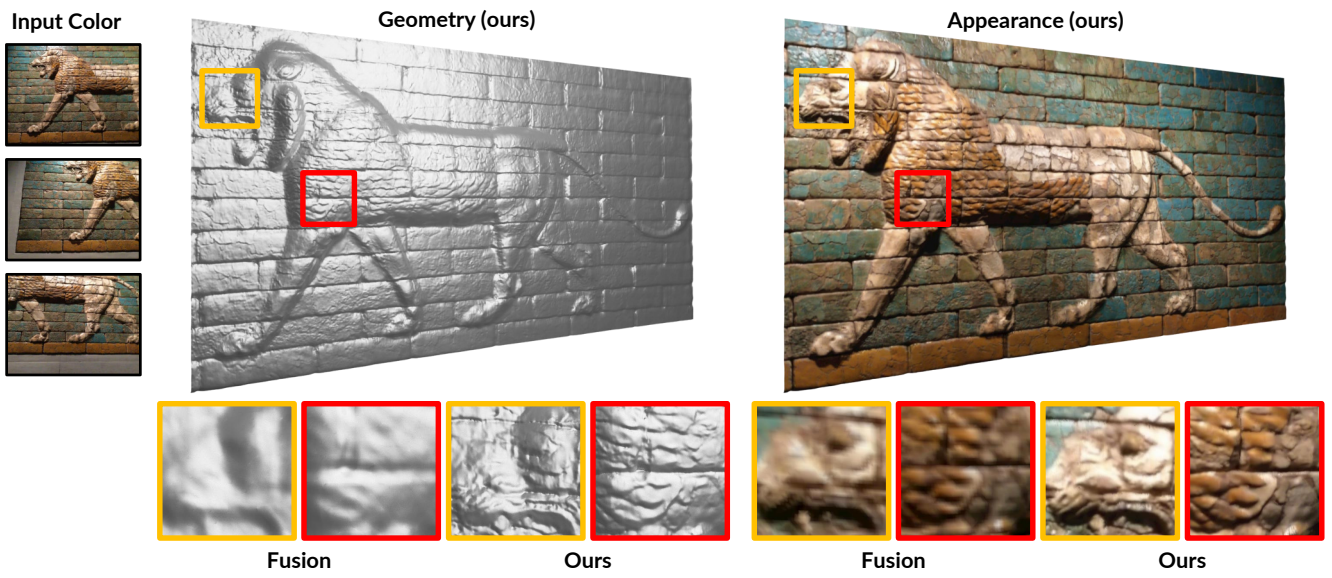 Input Color
Geometry (ours)
Appearance (ours)
Fusion
Ours
Fusion
Ours